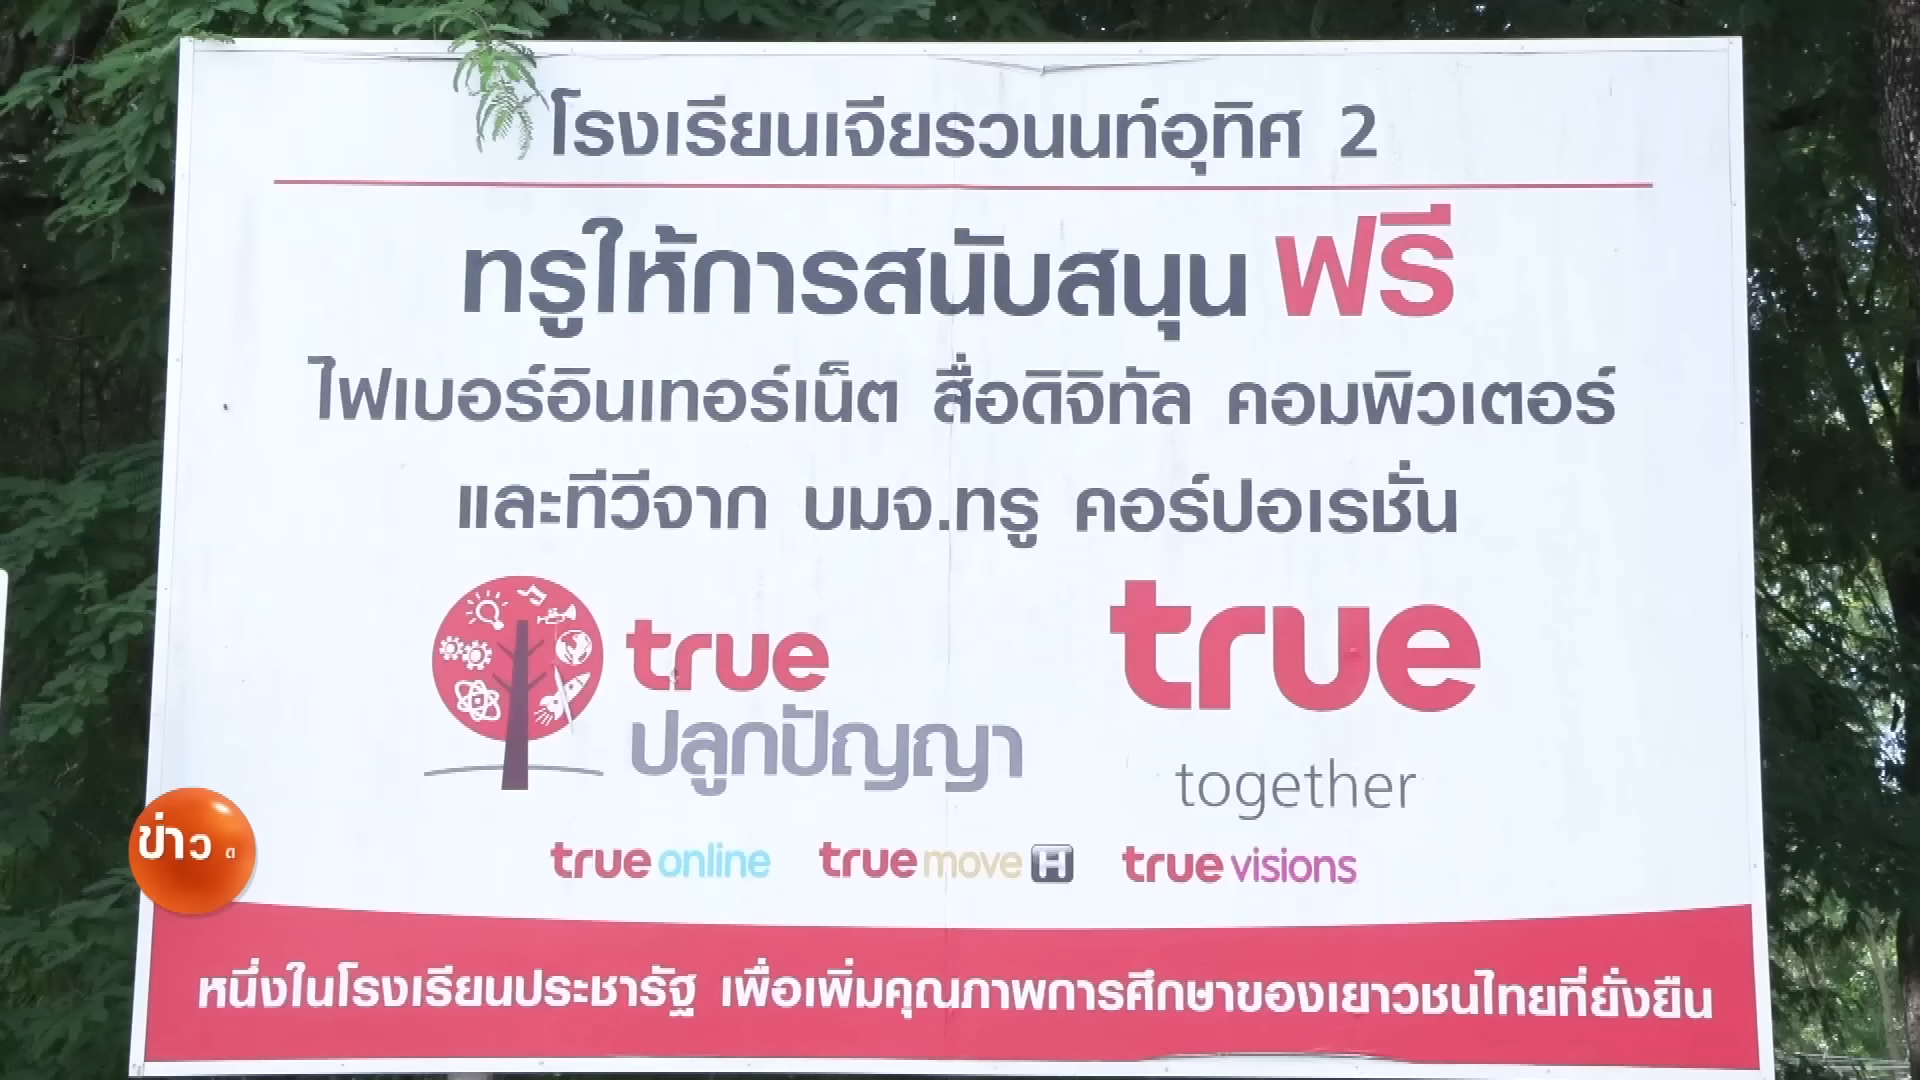 โรงเรียนเจียรวนนท์อุทิศ 2
ทรูให้การสนับสนุน ฟรี
ไฟเบอร์อินเทอร์เน็ต สื่อดิจิทัล คอมพิวเตอร์
และทีวีจาก บมจ.ทรู คอร์ปอเรชั่น
true
ปลูกปัญญา
true
together
true online true move H true visions
ข่าว ด
หนึ่งในโรงเรียนประชารัฐ เพื่อเพิ่มคุณภาพการศึกษาของเยาวชนไทยที่ยั่งยืน